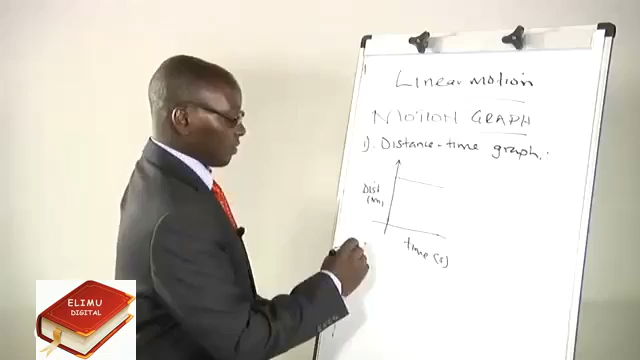 Linear motion
MOTION GRAPH
1). Distance-time graph.
Dist
(m)
time (s)
ELIMU
DIGITAL